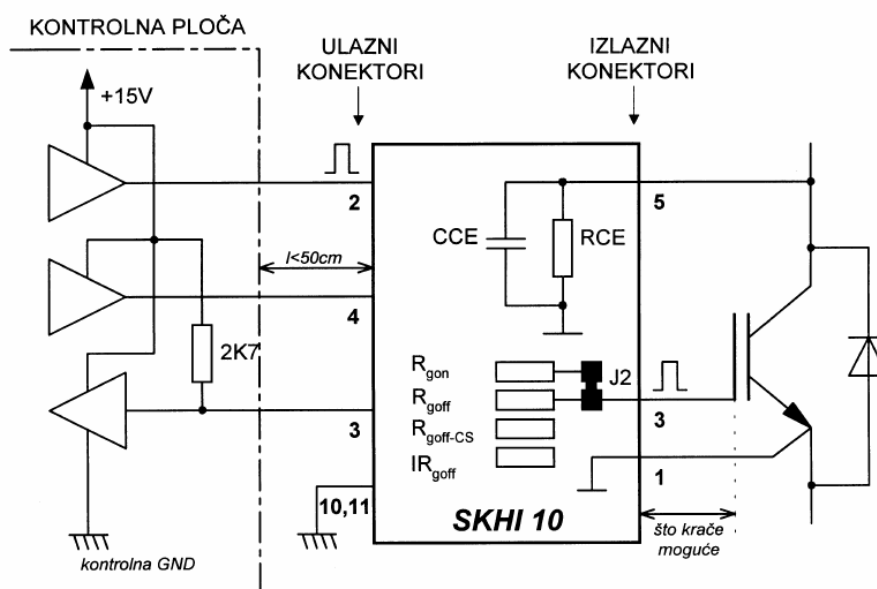 KONTROLNA PLOČA
ULAZNI
KONEKTORI
IZLAZNI
KONEKTORI
+15V
2
5
CCE
RCE
l<50cm
4
2K7
Rgon
J2
Rgoff
3
3
Rgoff-CS
IRgoff
1
10,11
SKHI 10
što krače
moguće
kontrolna GND